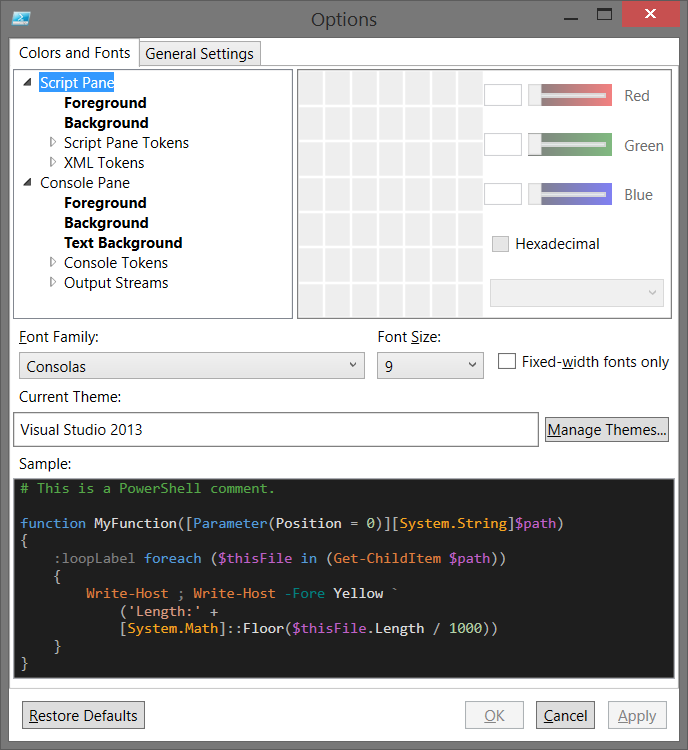 Options
Colors and Fonts
General Settings
Script Pane
Foreground
Background
Script Pane Tokens
XML Tokens
Console Pane
Foreground
Background
Text Background
Console Tokens
Output Streams
Red
Green
Blue
Hexadecimal
Font Family:
Font Size:
Consolas
9
Fixed-width fonts only
Current Theme:
Visual Studio 2013
Manage Themes...
Sample:
# This is a PowerShell comment.
function MyFunction([Parameter(Position = 0)][System.String]$path)
{
    :loopLabel foreach ($thisFile in (Get-ChildItem $path))
    {
        Write-Host ; Write-Host -Fore Yellow `
            ('Length:' +
            [System.Math]::Floor($thisFile.Length / 1000))
    }
}
Restore Defaults
OK
Cancel
Apply